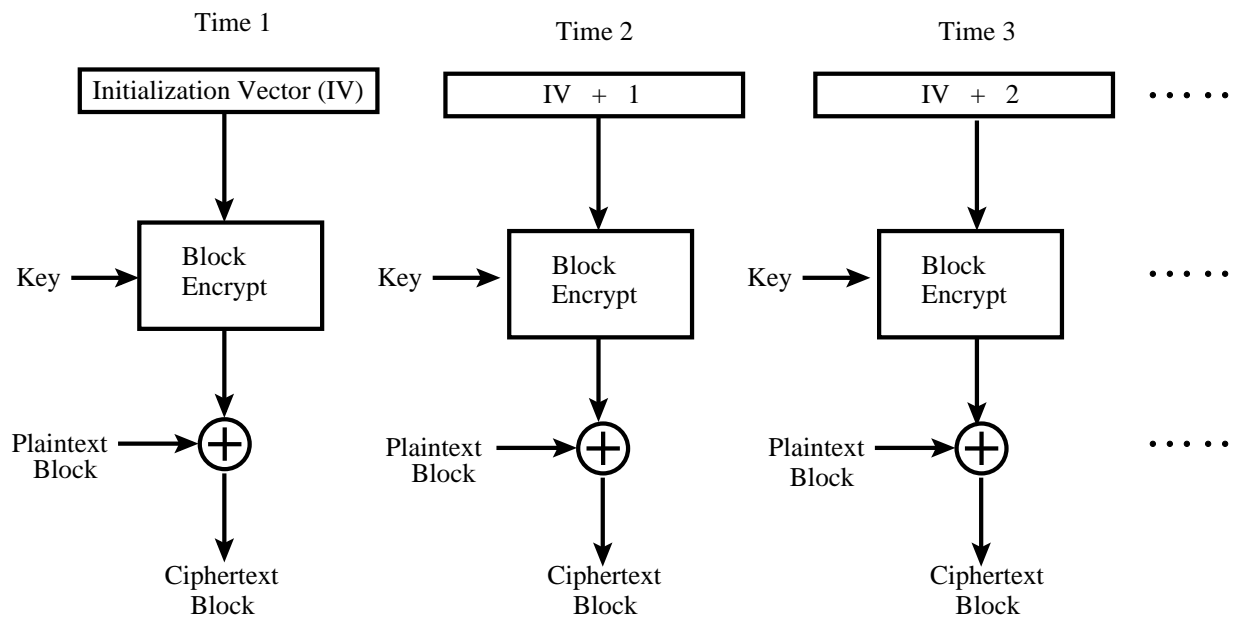 Time 1
Time 2
Time 3
Initialization Vector (IV)
IV + 1
IV + 2
.....
Key
Block
Encrypt
Key
Block
Encrypt
Key
Block
Encrypt
.....
Plaintext
Block
Plaintext
Block
Plaintext
Block
.....
Ciphertext
Block
Ciphertext
Block
Ciphertext
Block